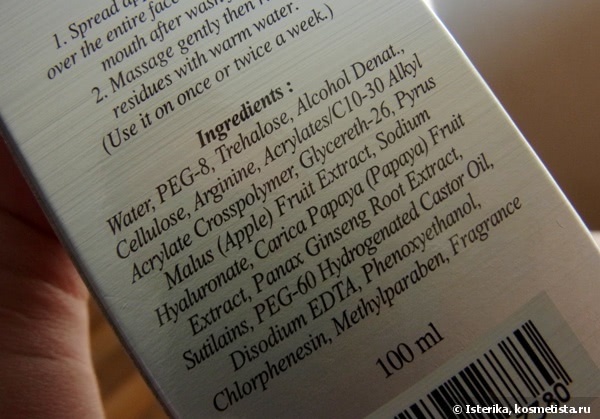 1. Spread
over the entire face
mouth after
2. Massage gently then
residues with warm water.
(Use it on once or twice a week.)
Ingredients :
Water, PEG-8, Trehalose, Alcohol Denat.,
Cellulose, Arginine, Acrylates/C10-30 Alkyl
Acrylate Crosspolymer, Glycereth-26, Pyrus
Malus (Apple) Fruit Extract, Sodium
Hyaluronate, Carica Papaya (Papaya) Fruit
Extract, Panax Ginseng Root Extract,
Sutilains, PEG-60 Hydrogenated Castor Oil,
Disodium EDTA, Phenoxyethanol,
Chlorphenesin, Methylparaben, Fragrance
100 ml
© Isterika, kosmetista.ru